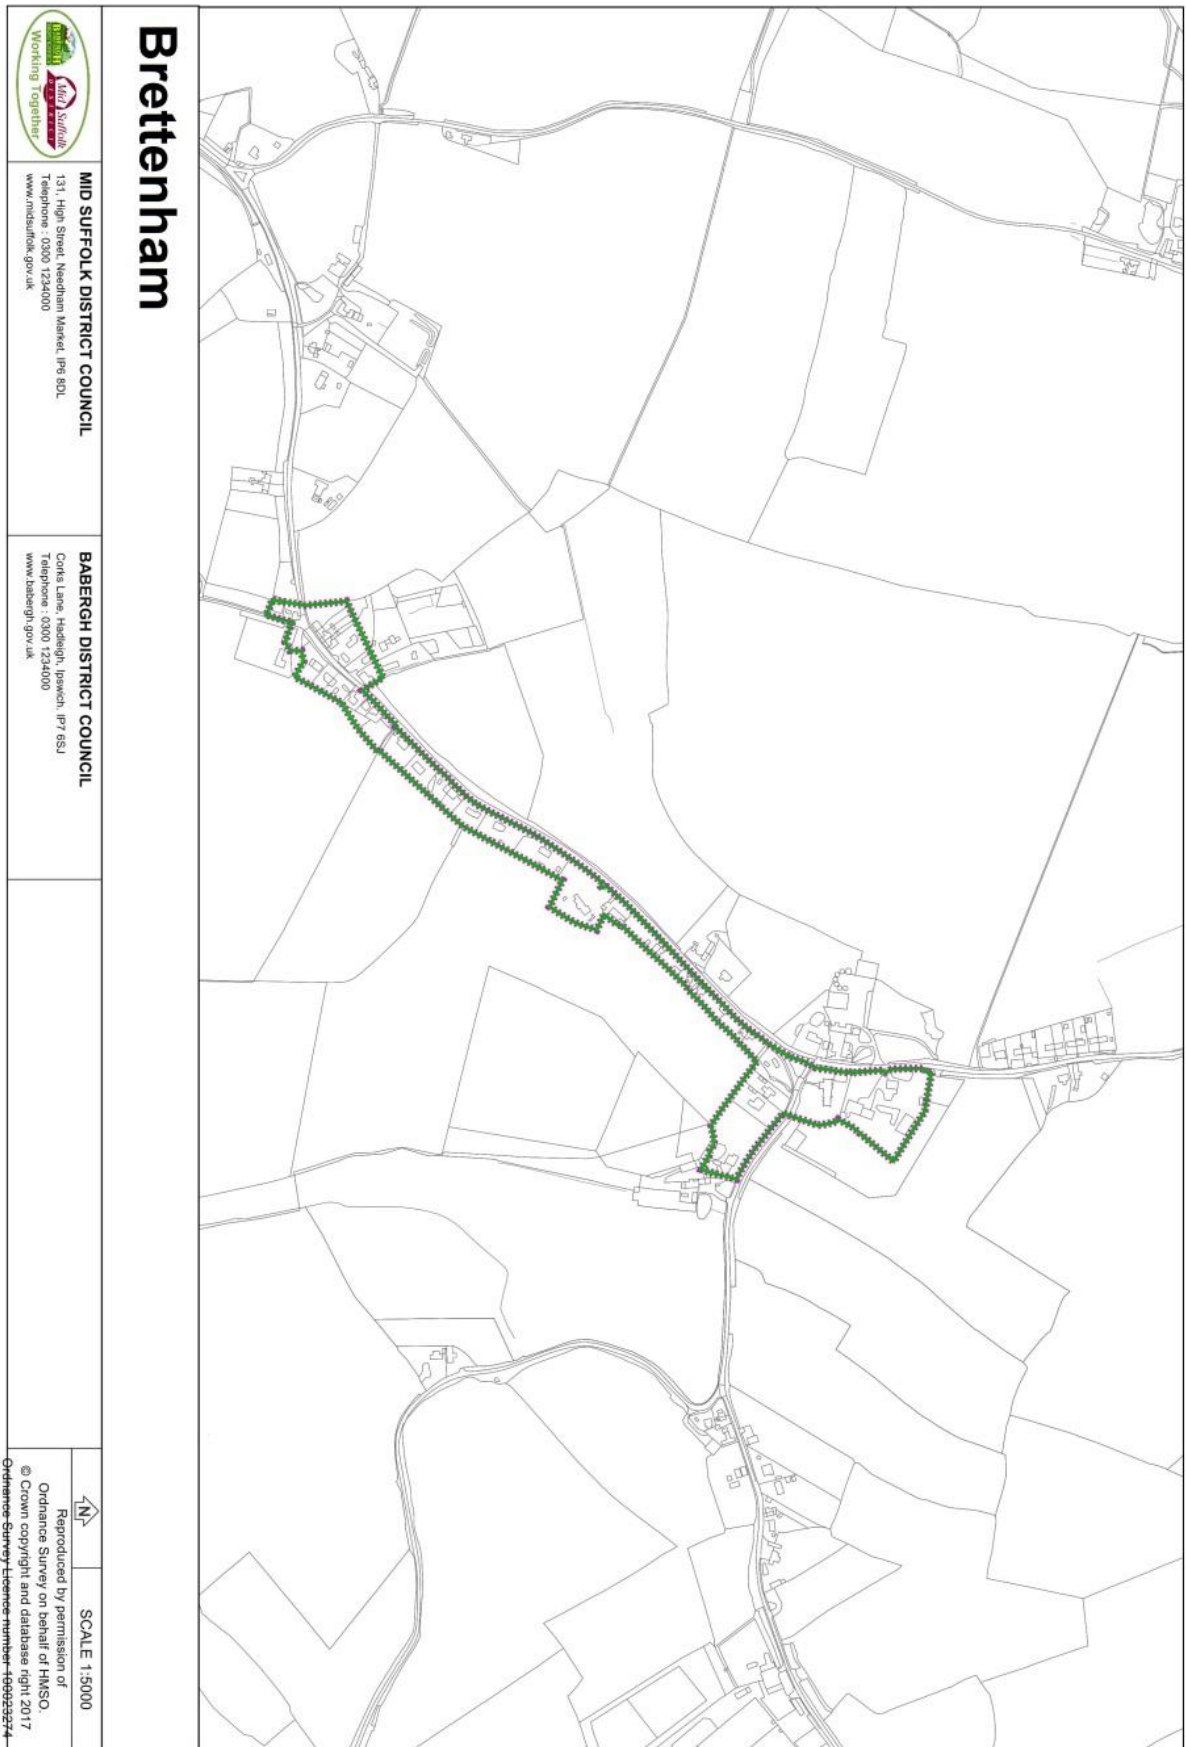 Brettenham
BABERGH
Mid Suffolk
DISTRICT
Working Together
MID SUFFOLK DISTRICT COUNCIL
131, High Street, Needham Market, IP6 8DL
Telephone : 0300 1234000
www.midsuffolk.gov.uk
BABERGH DISTRICT COUNCIL
Corks Lane, Hadleigh, Ipswich. IP7 6SJ
Telephone : 0300 1234000
www.babergh.gov.uk
N
SCALE 1:5000
Reproduced by permission of
Ordnance Survey on behalf of HMSO.
© Crown copyright and database right 2017
Ordnance Survey Licence number 100023274